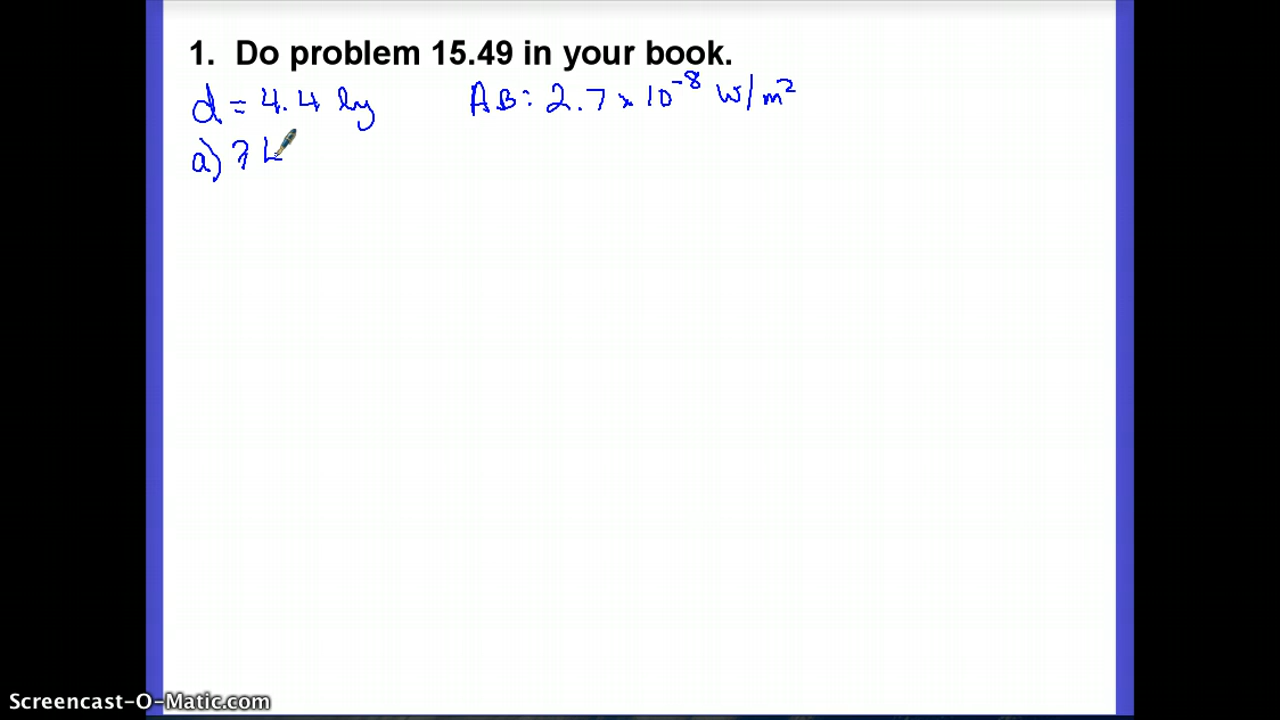 1. Do problem 15.49 in your book.
d = 4.4 ly AB: 2.7 × 10⁻⁸ W/m²
a) ? L
Screencast-O-Matic.com